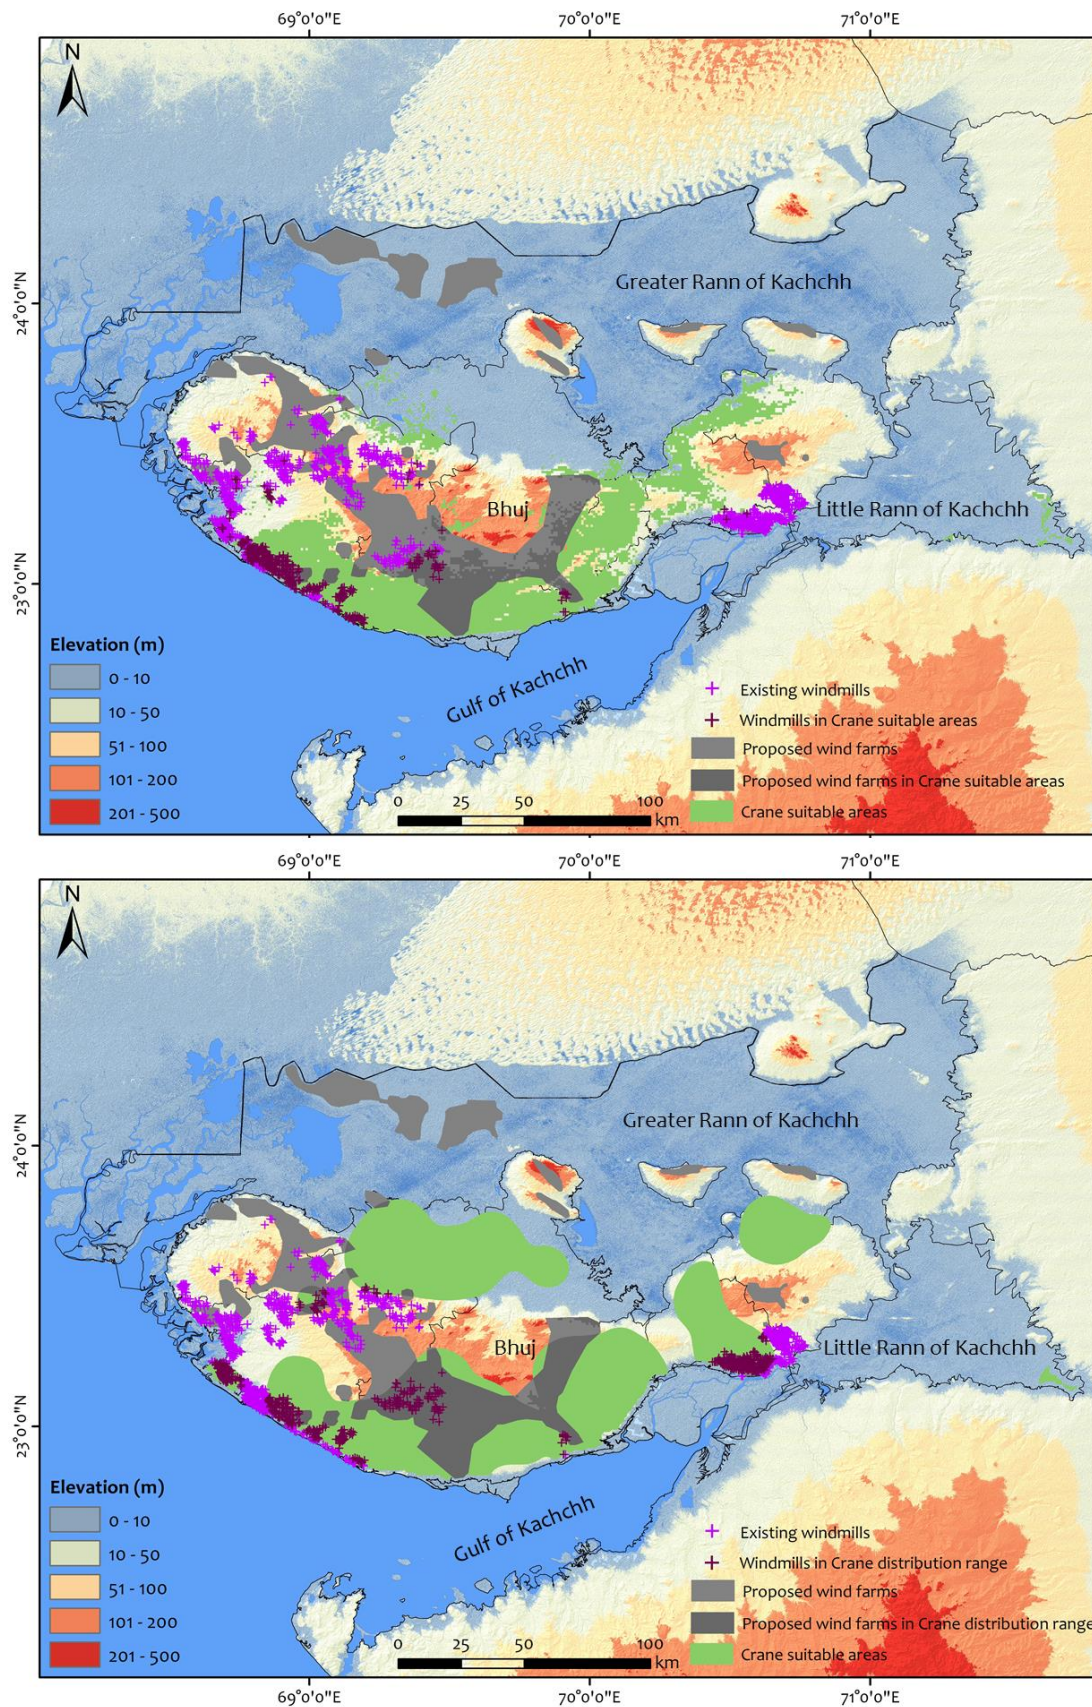 69°0'0"E 70°0'0"E 71°0'0"E
N
24°0'0"N
Greater Rann of Kachchh
Bhuj
Little Rann of Kachchh
23°0'0"N
Gulf of Kachchh
Elevation (m)
0 - 10
10 - 50
51 - 100
101 - 200
201 - 500
Existing windmills
Windmills in Crane suitable areas
Proposed wind farms
Proposed wind farms in Crane suitable areas
Crane suitable areas
0 25 50 100
km
69°0'0"E 70°0'0"E 71°0'0"E
N
24°0'0"N
Greater Rann of Kachchh
Bhuj
Little Rann of Kachchh
23°0'0"N
Gulf of Kachchh
Elevation (m)
0 - 10
10 - 50
51 - 100
101 - 200
201 - 500
Existing windmills
Windmills in Crane distribution range
Proposed wind farms
Proposed wind farms in Crane distribution range
Crane suitable areas
0 25 50 100
km
69°0'0"E 70°0'0"E 71°0'0"E